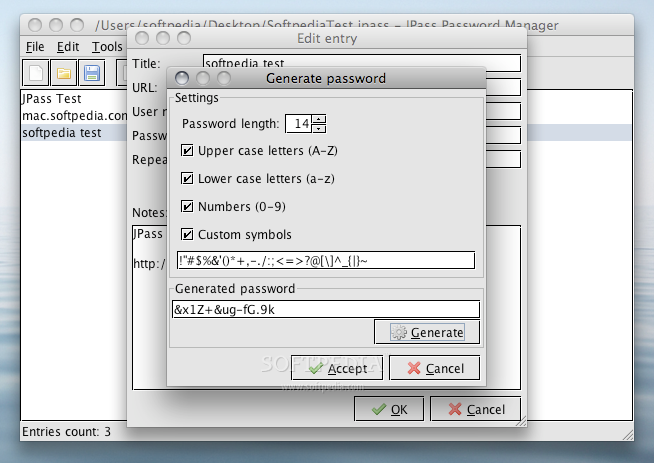 /Users/softpedia/Desktop/SoftpediaTest.jpass - JPass Password Manager
File Edit Tools
JPass Test
mac.softpedia.com
softpedia test
Entries count: 3
Edit entry
Title: softpedia test
URL:
User
Passw
Repea
Notes:
JPass
http:/
OK Cancel
Generate password
Settings
Password length: 14
Upper case letters (A-Z)
Lower case letters (a-z)
Numbers (0-9)
Custom symbols
!"#$%&'()*+,-./:;<=>?@[\]^_{|}~
Generated password
&x1Z+&ug-fG.9k
Generate
Accept Cancel
SOFTPEDIA
www.softpedia.com